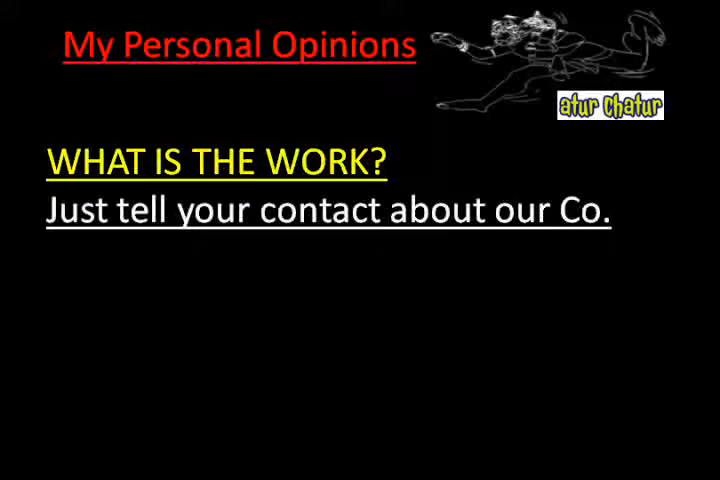 My Personal Opinions
atur chatur
WHAT IS THE WORK?
Just tell your contact about our Co.